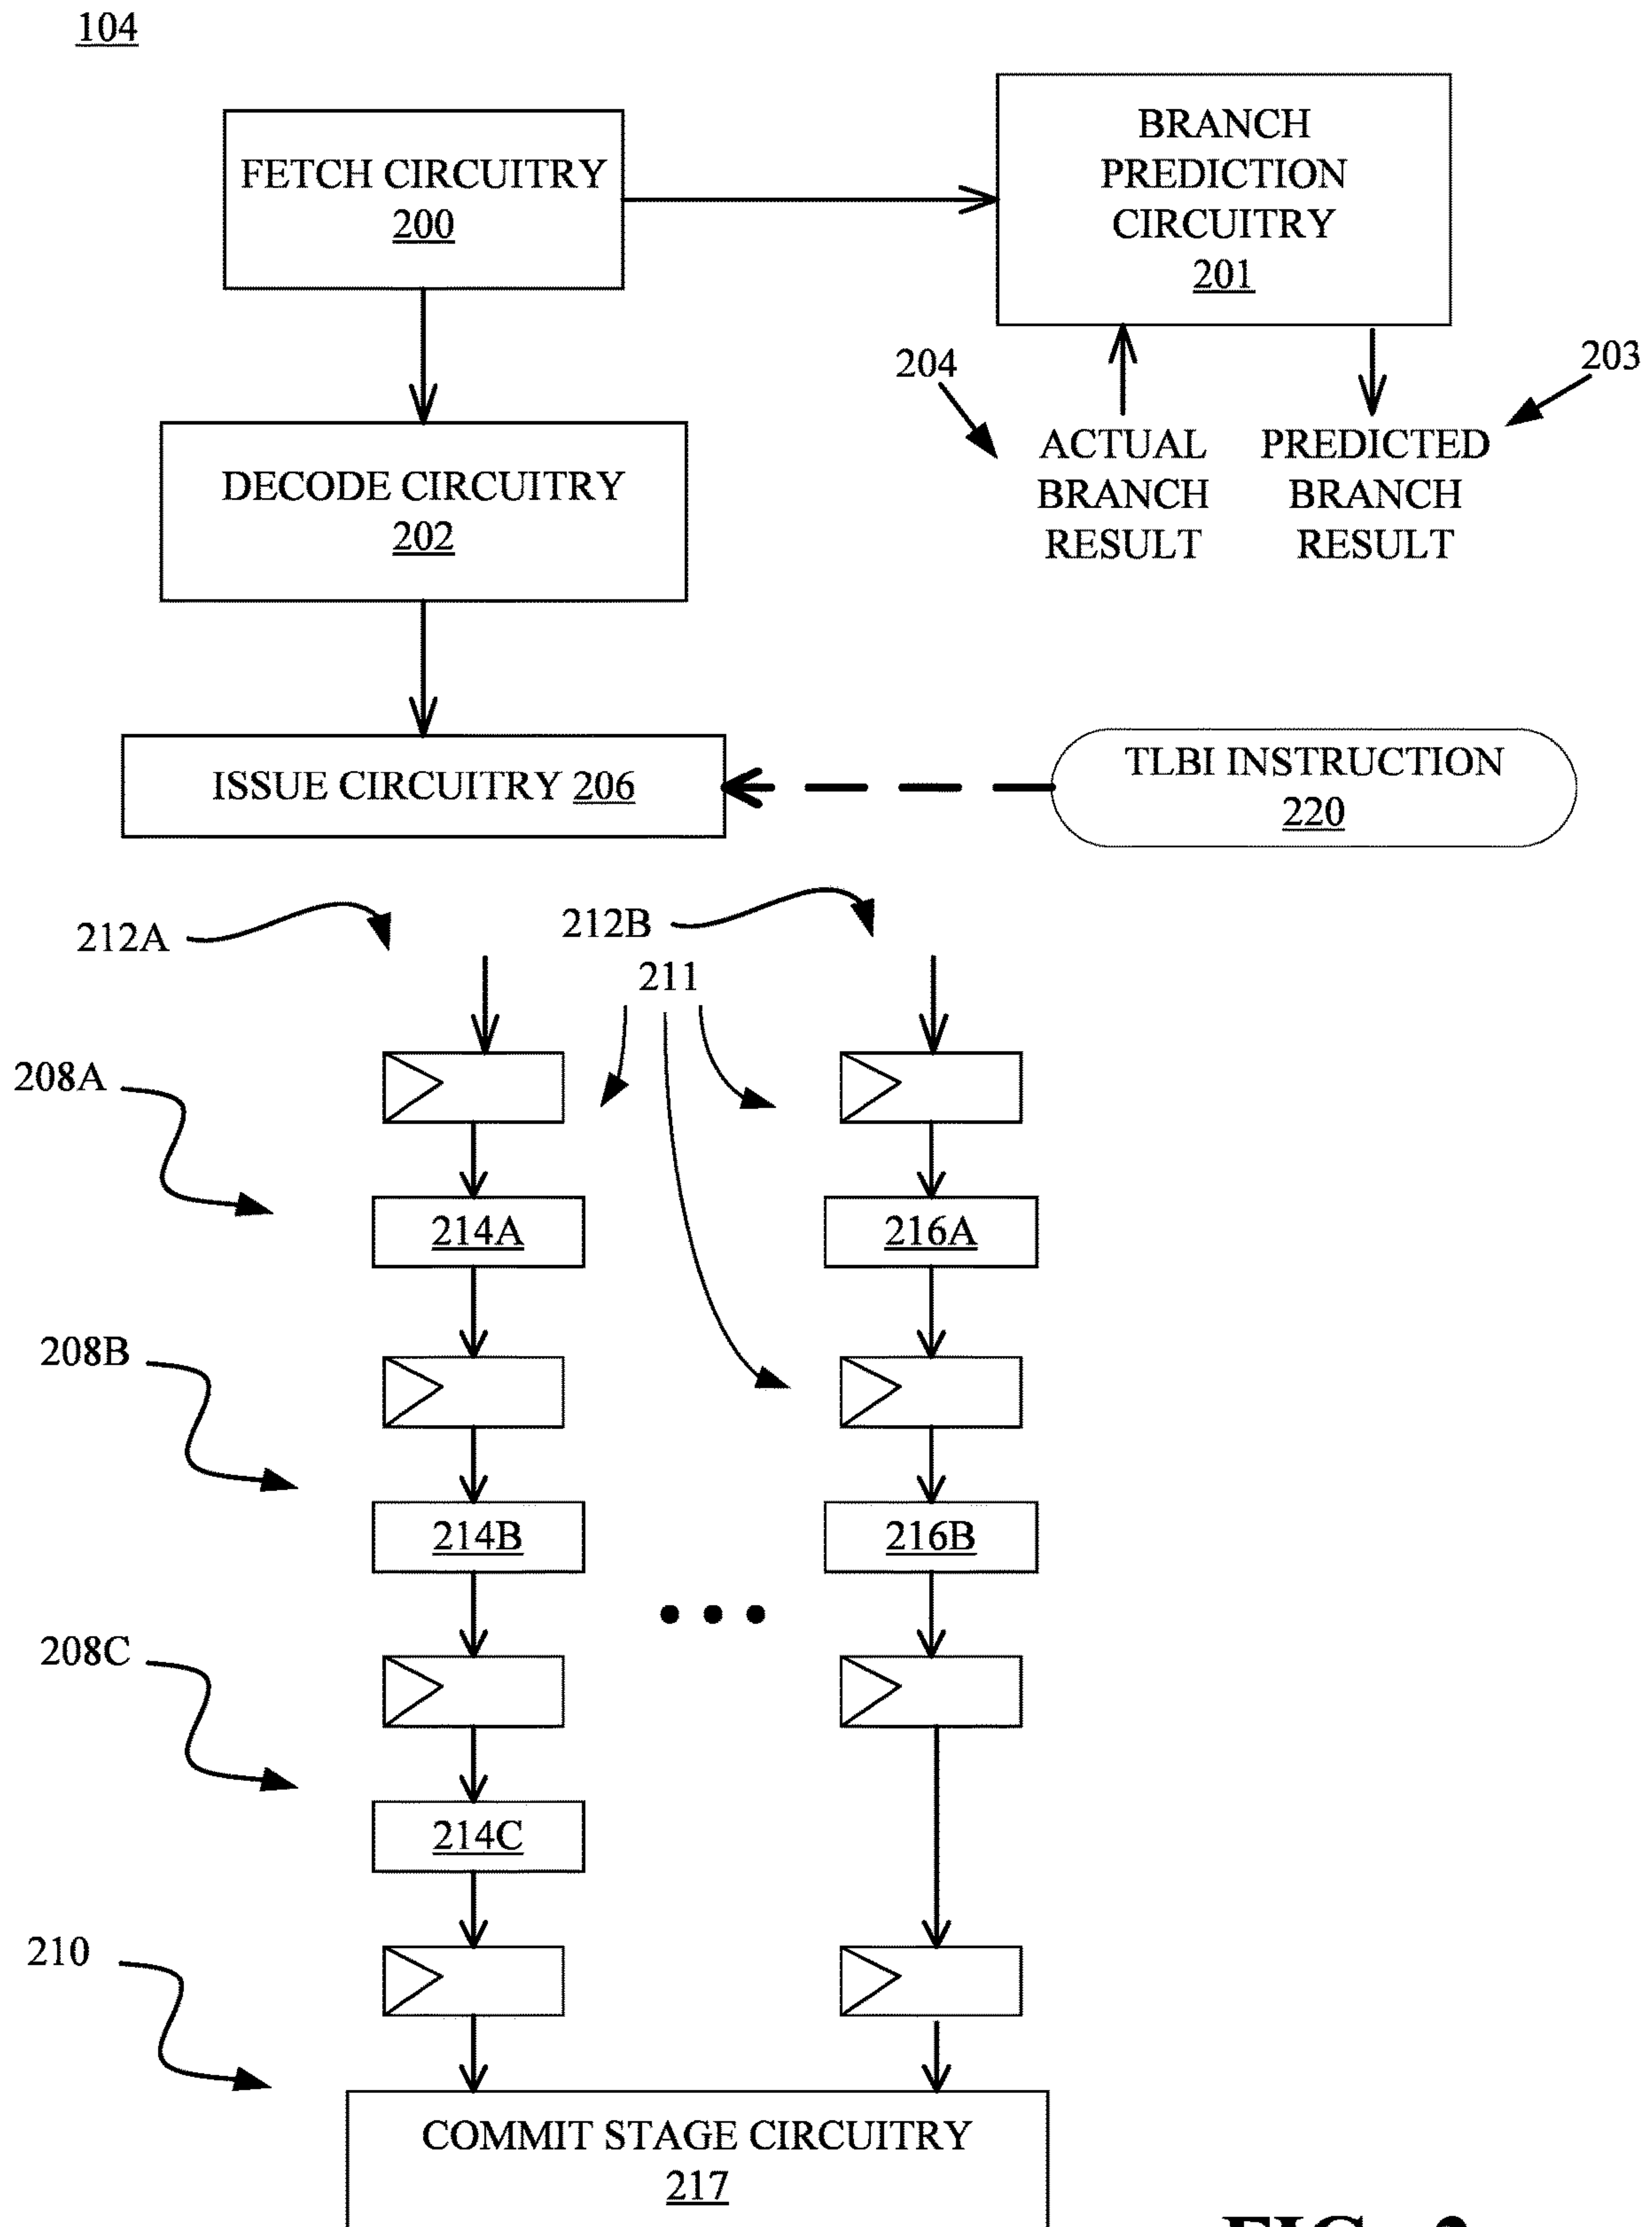 104
FETCH CIRCUITRY
200
BRANCH
PREDICTION
CIRCUITRY
201
204
203
ACTUAL
BRANCH
RESULT
PREDICTED
BRANCH
RESULT
DECODE CIRCUITRY
202
ISSUE CIRCUITRY 206
TLBI INSTRUCTION
220
212A
212B
211
208A
214A
216A
208B
214B
216B
208C
214C
210
COMMIT STAGE CIRCUITRY
217